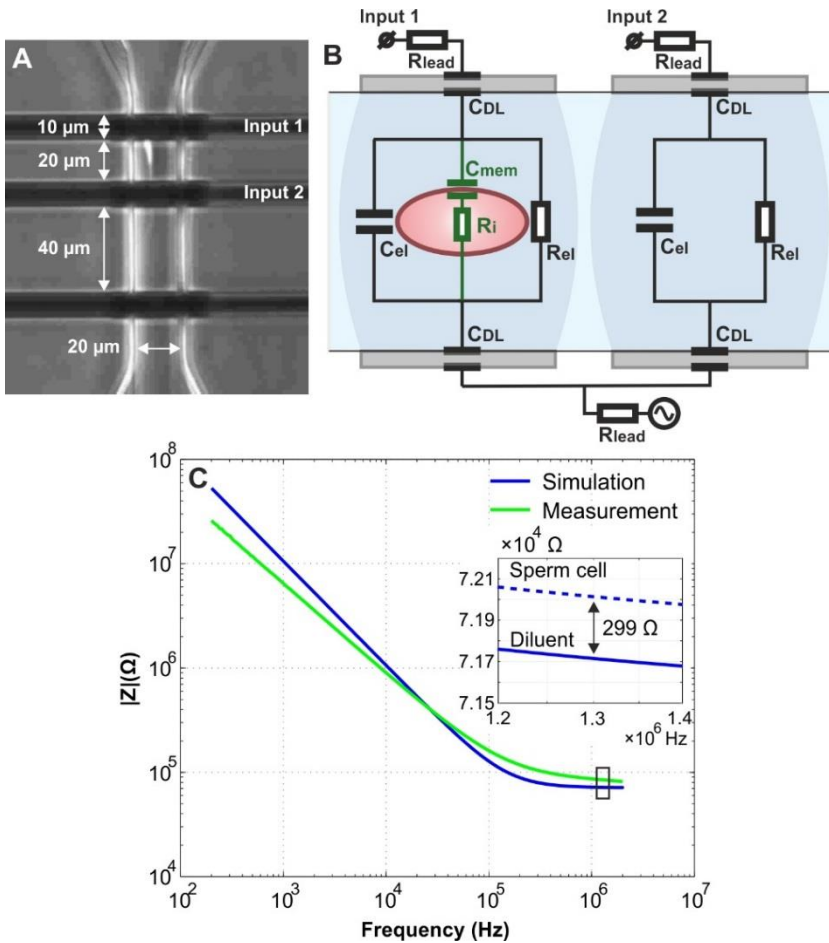 A
10 µm
Input 1
20 µm
Input 2
40 µm
20 µm
B
Input 1
Input 2
Rlead
Rlead
CDL
CDL
Cmem
Ri
Cel
Rel
Cel
Rel
CDL
CDL
Rlead
C
Simulation
Measurement
×10⁴ Ω
7.21
Sperm cell
7.19
299 Ω
Diluent
7.17
7.15
1.2
1.3
1.4
×10⁶ Hz
|Z|(Ω)
10⁸
10⁷
10⁶
10⁵
10⁴
10² 10³ 10⁴ 10⁵ 10⁶ 10⁷
Frequency (Hz)